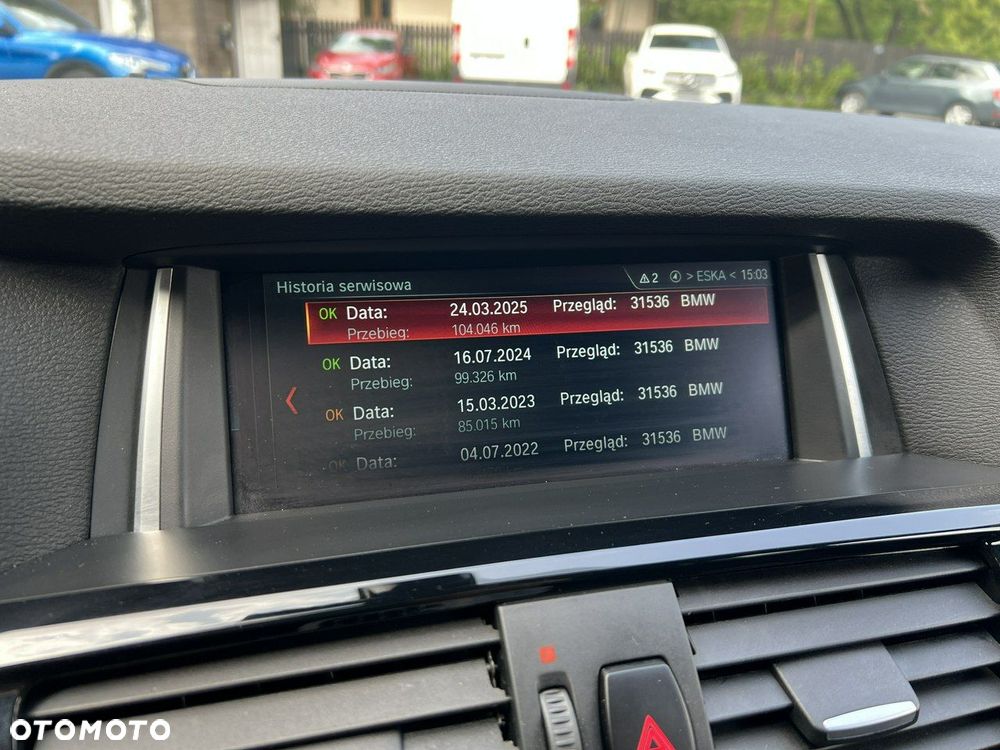 Historia serwisowa 2 > ESKA < 15:03
OK Data: 24.03.2025 Przegląd: 31536 BMW
Przebieg: 104.046 km
OK Data: 16.07.2024 Przegląd: 31536 BMW
Przebieg: 99.326 km
OK Data: 15.03.2023 Przegląd: 31536 BMW
Przebieg: 85.015 km
OK Data: 04.07.2022 Przegląd: 31536 BMW
OTOMOTO